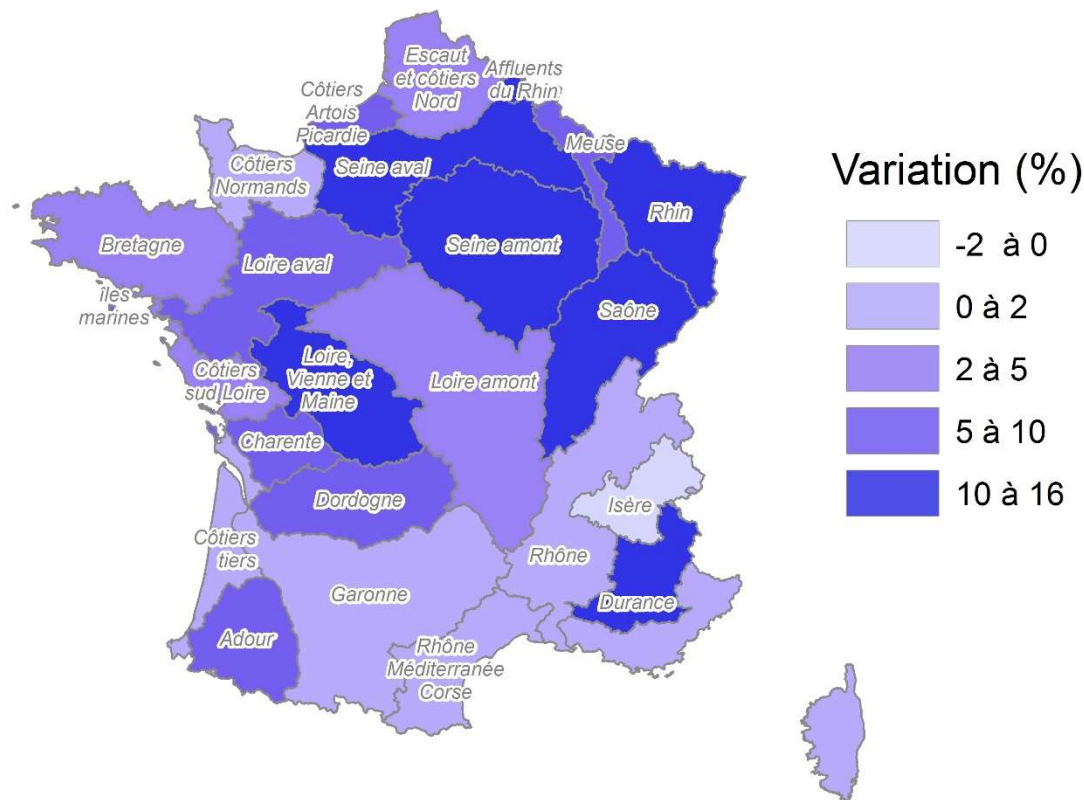 Escaut
et côtiers
Nord
Affluents
du Rhin
Côtiers
Artois
Picardie
Meuse
Seine aval
Côtiers
Normands
Rhin
Bretagne
Seine amont
Loire aval
îles
marines
Saône
Loire,
Vienne et
Maine
Côtiers
sud Loire
Loire amont
Charente
Dordogne
Isère
Côtiers
tiers
Rhône
Garonne
Durance
Adour
Rhône
Méditerranée
Corse
Variation (%)
-2 à 0
0 à 2
2 à 5
5 à 10
10 à 16